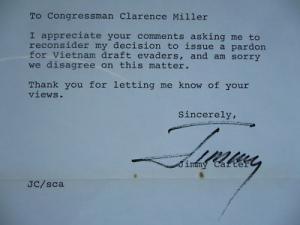 To Congressman Clarence Miller
I appreciate your comments asking me to
reconsider my decision to issue a pardon
for Vietnam draft evaders, and am sorry
we disagree on this matter.
Thank you for letting me know of your
views.
Sincerely,
Jimmy
Jimmy Carter
JC/sca